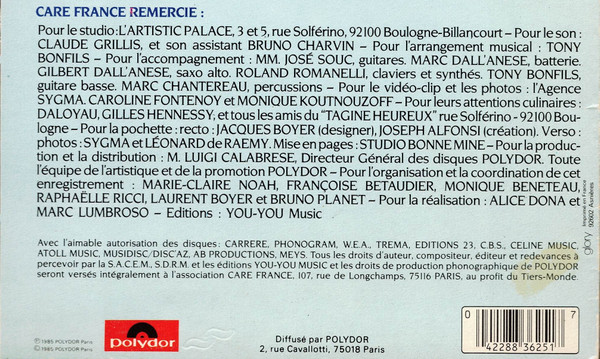 CARE FRANCE REMERCIE :
Pour le studio: L'ARTISTIC PALACE, 3 et 5, rue Solférino, 92100 Boulogne-Billancourt – Pour le son :
CLAUDE GRILLIS, et son assistant BRUNO CHARVIN – Pour l'arrangement musical : TONY
BONFILS – Pour l'accompagnement : MM. JOSÉ SOUC, guitares. MARC DALL'ANESE, batterie.
GILBERT DALL'ANESE, saxo alto. ROLAND ROMANELLI, claviers et synthés. TONY BONFILS,
guitare basse. MARC CHANTEREAU, percussions – Pour le vidéo-clip et les photos : l'Agence
SYGMA. CAROLINE FONTENOY et MONIQUE KOUTNOUZOFF – Pour leurs attentions culinaires :
DALOYAU, GILLES HENNESSY, et tous les amis du "TAGINE HEUREUX" rue Solférino - 92100 Bou-
logne – Pour la pochette : recto : JACQUES BOYER (designer), JOSEPH ALFONSI (création). Verso :
photos : SYGMA et LÉONARD de RAEMY. Mise en pages : STUDIO BONNE MINE – Pour la produc-
tion et la distribution : M. LUIGI CALABRESE, Directeur Général des disques POLYDOR. Toute
l'équipe de l'artistique et de la promotion POLYDOR – Pour l'organisation et la coordination de cet
enregistrement : MARIE-CLAIRE NOAH, FRANÇOISE BETAUDIER, MONIQUE BENETEAU,
RAPHAËLLE RICCI, LAURENT BOYER et BRUNO PLANET – Pour la réalisation : ALICE DONA et
MARC LUMBROSO – Editions : YOU-YOU Music
Avec l'aimable autorisation des disques : CARRERE, PHONOGRAM, W.E.A., TREMA, EDITIONS 23, C.B.S., CELINE MUSIC,
ATOLL MUSIC, MUSIDISC/DISC'AZ, AB PRODUCTIONS, MEYS. Tous les droits d'auteur, compositeur, éditeur et redevances à
percevoir par la S.A.C.E.M., S.D.R.M. et les éditions YOU-YOU MUSIC et les droits de production phonographique de POLYDOR
seront versés intégralement à l'association CARE FRANCE, 107, rue de Longchamps, 75116 PARIS, au profit du Tiers-Monde.
glory
Imprimé en France
92602 Asnières
Ⓟ 1985 POLYDOR Paris
© 1985 POLYDOR Paris
polydor
Diffusé par POLYDOR
2, rue Cavallotti, 75018 Paris
0 7
42288 36251